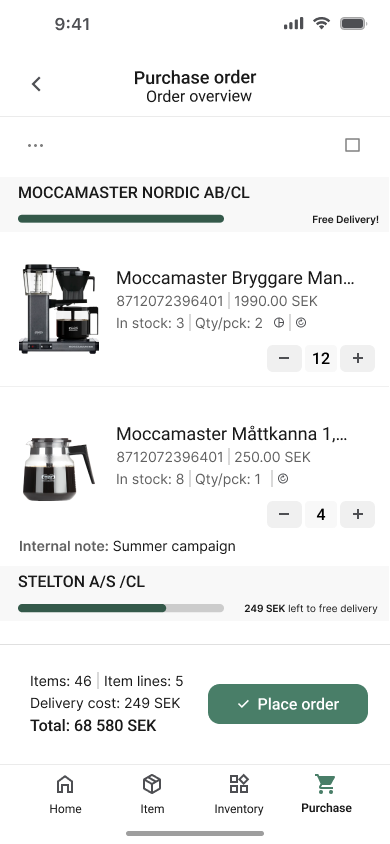 9:41
Purchase order
Order overview
...
MOCCAMASTER NORDIC AB/CL
Free Delivery!
Moccamaster Bryggare Man...
8712072396401 | 1990.00 SEK
In stock: 3 | Qty/pck: 2 | ©
− 12 +
Moccamaster Måttkanna 1,...
8712072396401 | 250.00 SEK
In stock: 8 | Qty/pck: 1 | ©
− 4 +
Internal note: Summer campaign
STELTON A/S /CL
249 SEK left to free delivery
Items: 46 | Item lines: 5
Delivery cost: 249 SEK
Total: 68 580 SEK
Place order
Home
Item
Inventory
Purchase